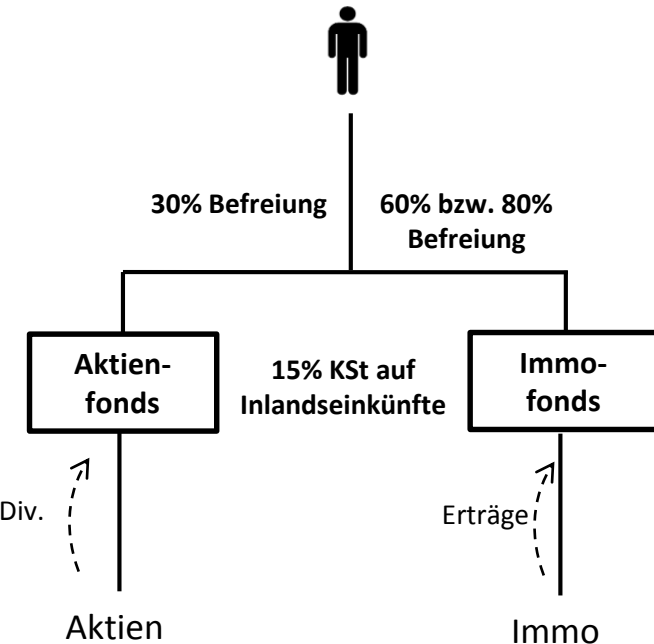 30% Befreiung
60% bzw. 80%
Befreiung
Aktien-
fonds
15% KSt auf
Inlandseinkünfte
Immo-
fonds
Div.
Erträge
Aktien
Immo